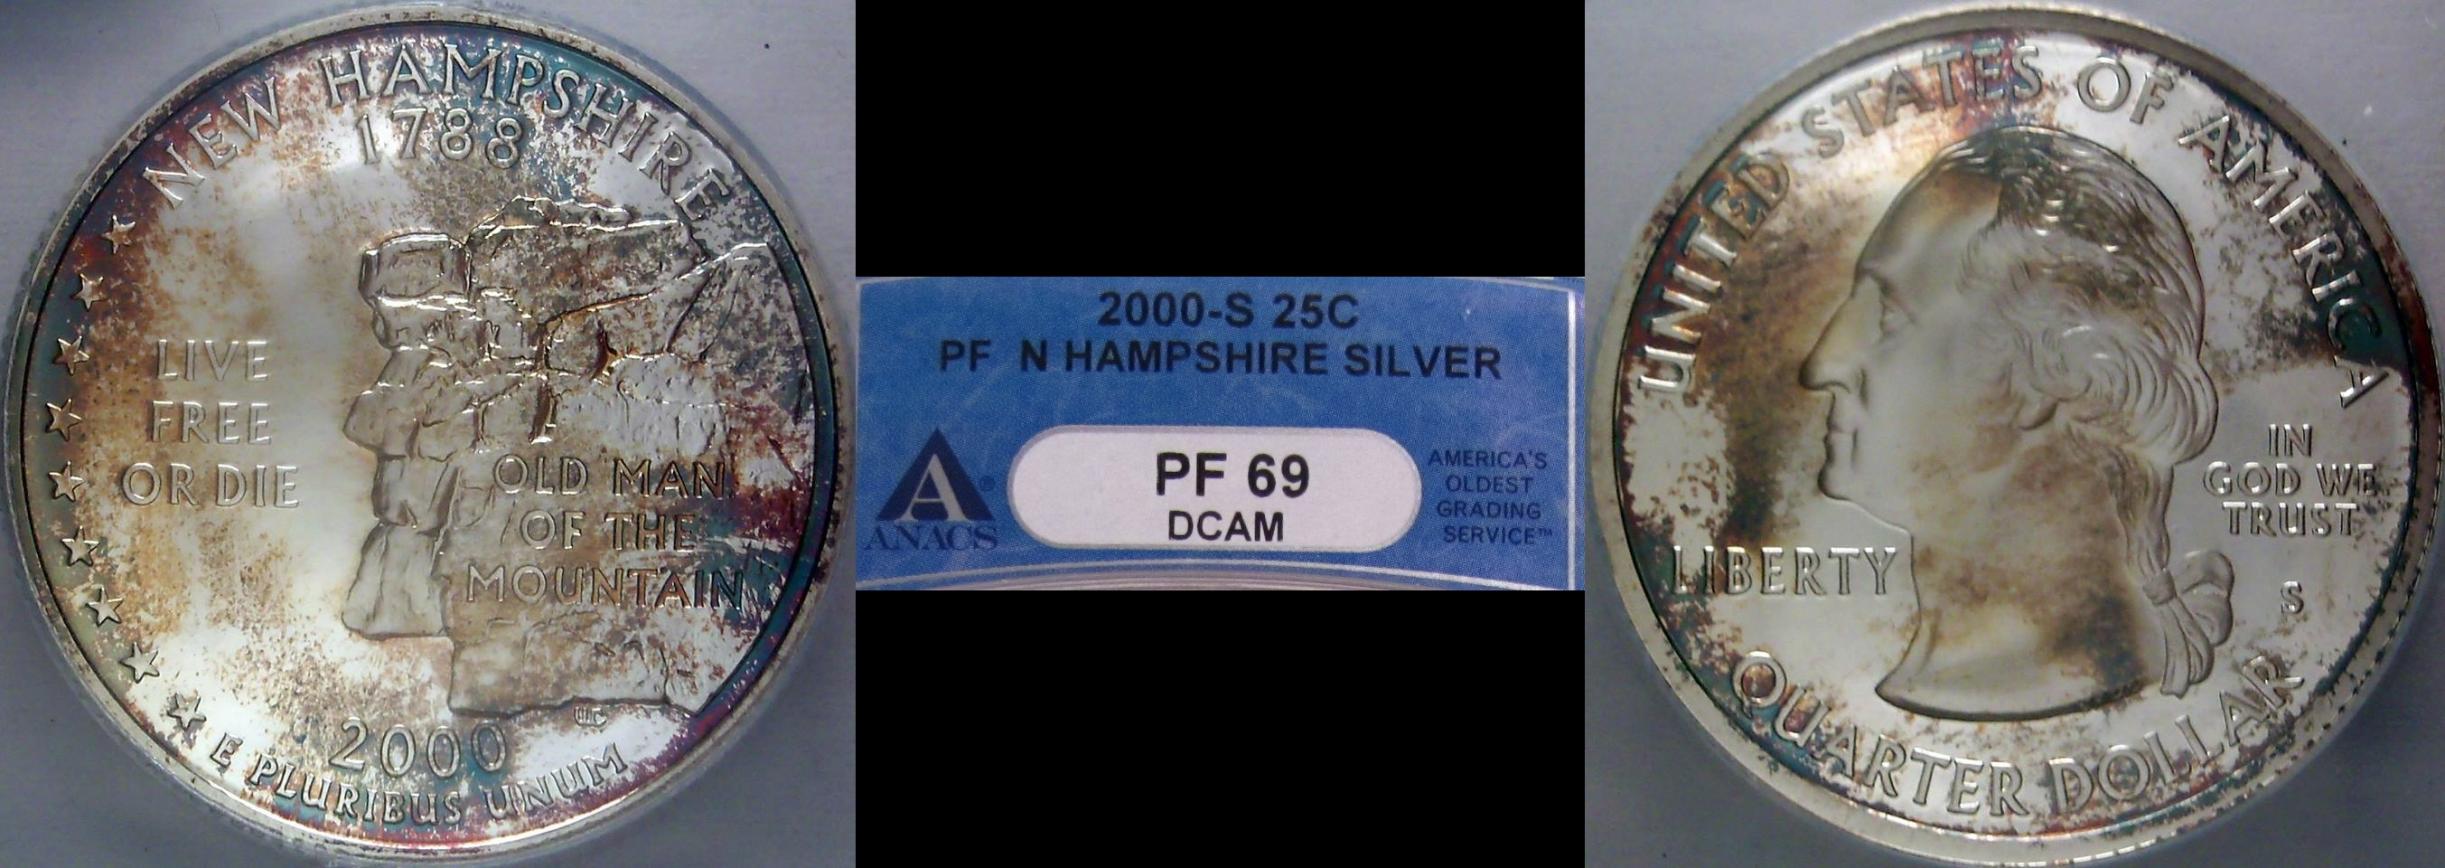 NEW HAMPSHIRE
1788
LIVE
FREE
OR DIE
OLD MAN
OF THE
MOUNTAIN
WC
2000
E PLURIBUS UNUM
2000-S 25C
PF N HAMPSHIRE SILVER
PF 69
DCAM
A
ANACS®
AMERICA'S
OLDEST
GRADING
SERVICE™
UNITED STATES OF AMERICA
IN
GOD WE
TRUST
LIBERTY
S
QUARTER DOLLAR